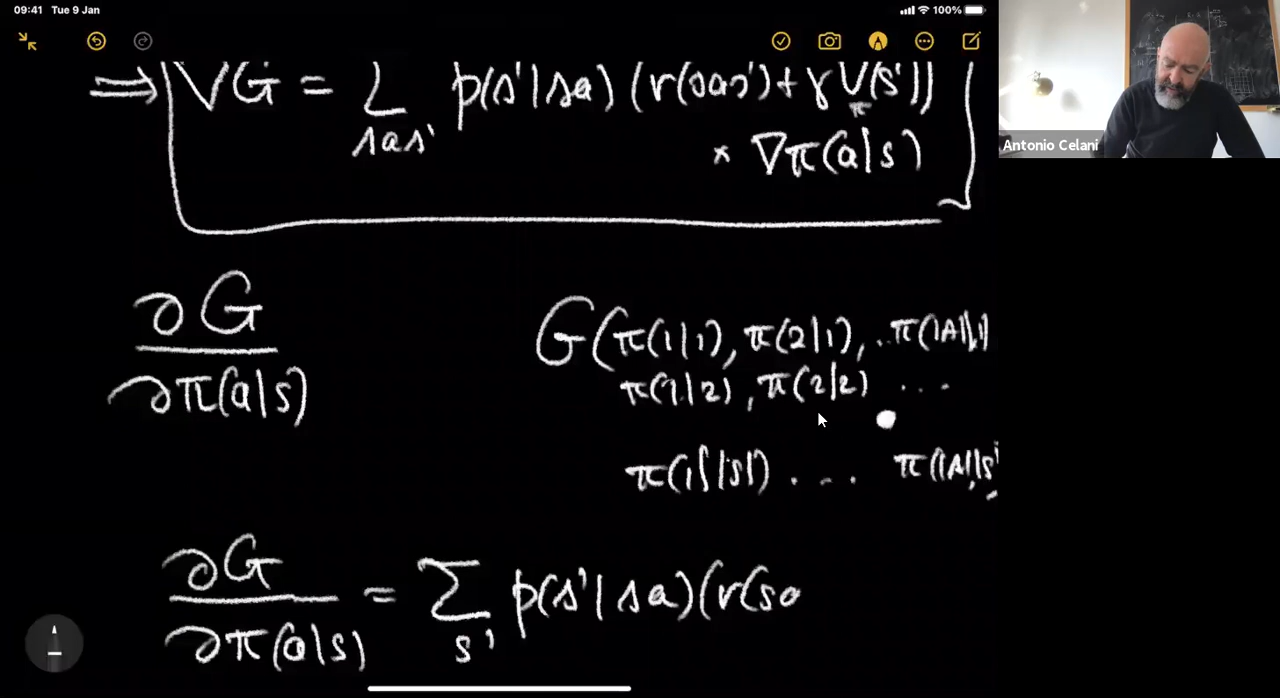 09:41 Tue 9 Jan
100%
Antonio Celani
⇒ ∇G = ∑ p(s'|sa) (r(sas') + γ V(s'))
sas' π
× ∇π(a|s)
∂G
∂π(a|s)
G(π(1|1), π(2|1), .. π(|A||1)
π(1|2), π(2|2) ...
π(1||S|) . . . π(|A||S|
∂G
∂π(a|s)
= ∑ p(s'|sa)(r(sa
s'